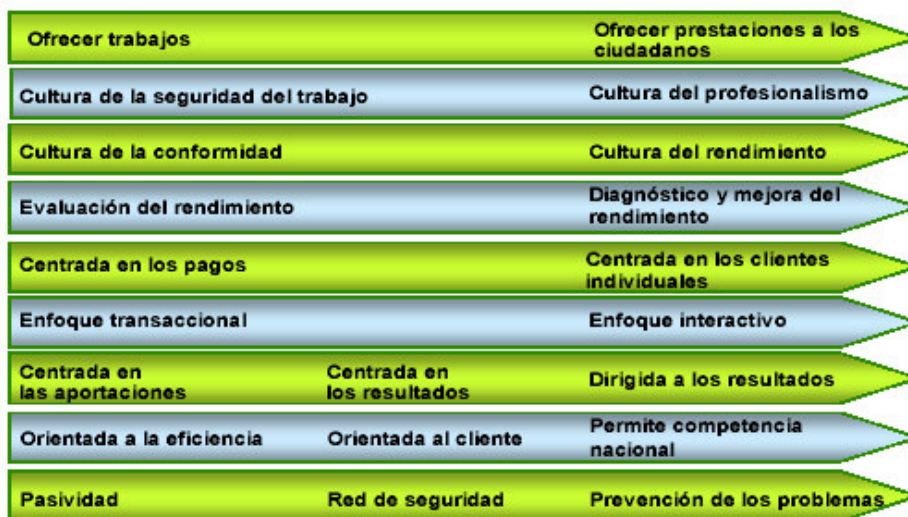 Ofrecer trabajos
Ofrecer prestaciones a los
ciudadanos
Cultura de la seguridad del trabajo
Cultura del profesionalismo
Cultura de la conformidad
Cultura del rendimiento
Evaluación del rendimiento
Diagnóstico y mejora del
rendimiento
Centrada en los pagos
Centrada en los clientes
individuales
Enfoque transaccional
Enfoque interactivo
Centrada en
las aportaciones
Centrada en
los resultados
Dirigida a los resultados
Orientada a la eficiencia
Orientada al cliente
Permite competencia
nacional
Pasividad
Red de seguridad
Prevención de los problemas